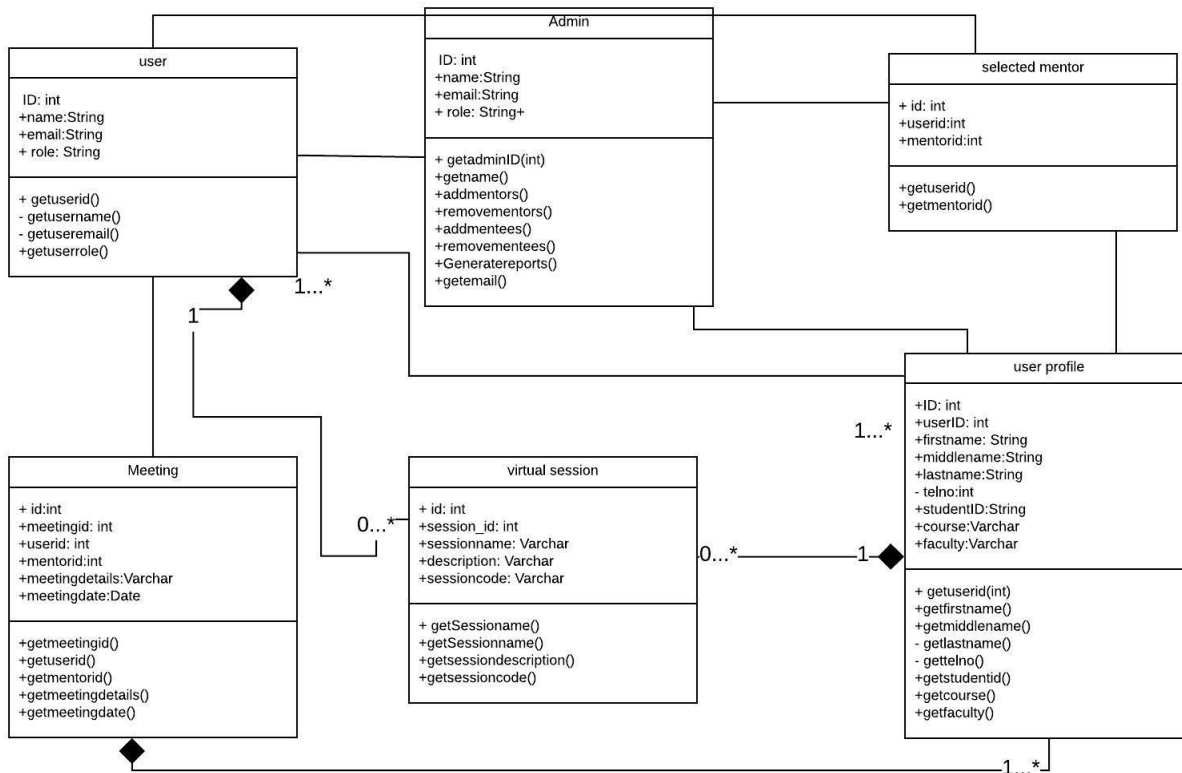 Admin
ID: int
+name:String
+email:String
+ role: String+
+ getadminID(int)
+getname()
+addmentors()
+removementors()
+addmentees()
+removementees()
+Generatereports()
+getemail()
user
ID: int
+name:String
+email:String
+ role: String
+ getuserid()
- getusername()
- getuseremail()
+getuserrole()
selected mentor
+ id: int
+userid:int
+mentorid:int
+getuserid()
+getmentorid()
1...*
1
user profile
+ID: int
+userID: int
+firstname: String
+middlename:String
+lastname:String
- telno:int
+studentID:String
+course:Varchar
+faculty:Varchar
+ getuserid(int)
+getfirstname()
+getmiddlename()
- getlastname()
- gettelno()
+getstudentid()
+getcourse()
+getfaculty()
1...*
Meeting
+ id:int
+meetingid: int
+userid: int
+mentorid:int
+meetingdetails:Varchar
+meetingdate:Date
+getmeetingid()
+getuserid()
+getmentorid()
+getmeetingdetails()
+getmeetingdate()
0...*
virtual session
+ id: int
+session_id: int
+sessionname: Varchar
+description: Varchar
+sessioncode: Varchar
+ getSessioname()
+getSessionname()
+getsessiondescription()
+getsessioncode()
0...*
1
1...*